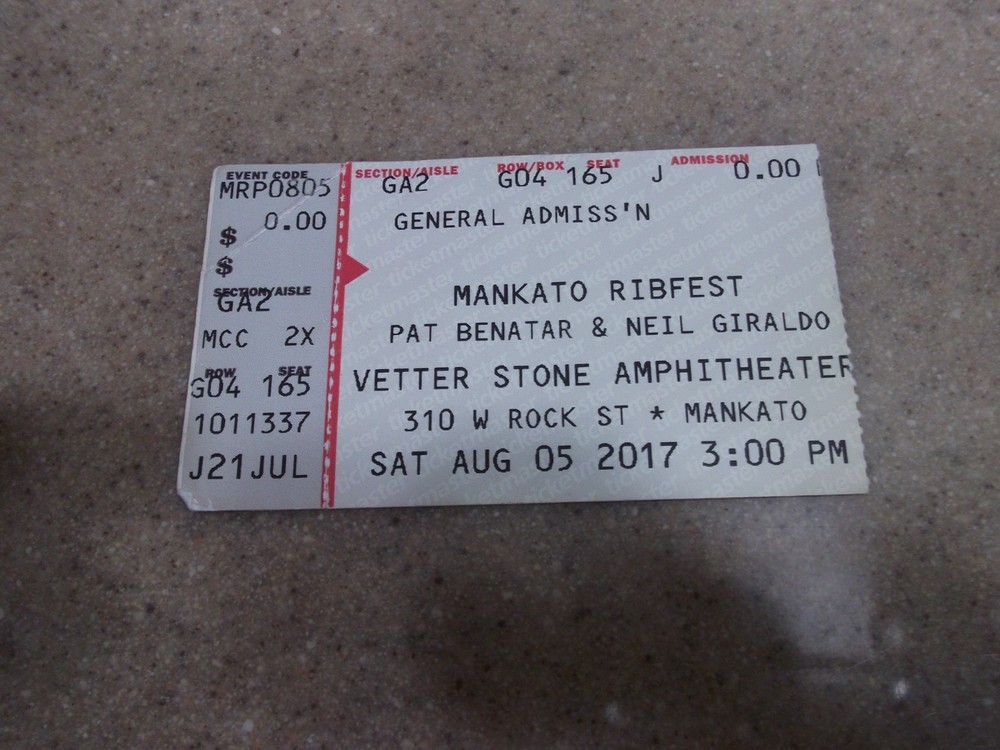 EVENT CODE
MRP0805
0.00
$
$
SECTION/AISLE
GA2
MCC 2X
ROW SEAT
G04 165
1011337
J21JUL
SECTION/AISLE ROW/BOX SEAT ADMISSION
GA2 G04 165 J 0.00
GENERAL ADMISS'N
MANKATO RIBFEST
PAT BENATAR & NEIL GIRALDO
VETTER STONE AMPHITHEATER
310 W ROCK ST * MANKATO
SAT AUG 05 2017 3:00 PM
ticketmaster